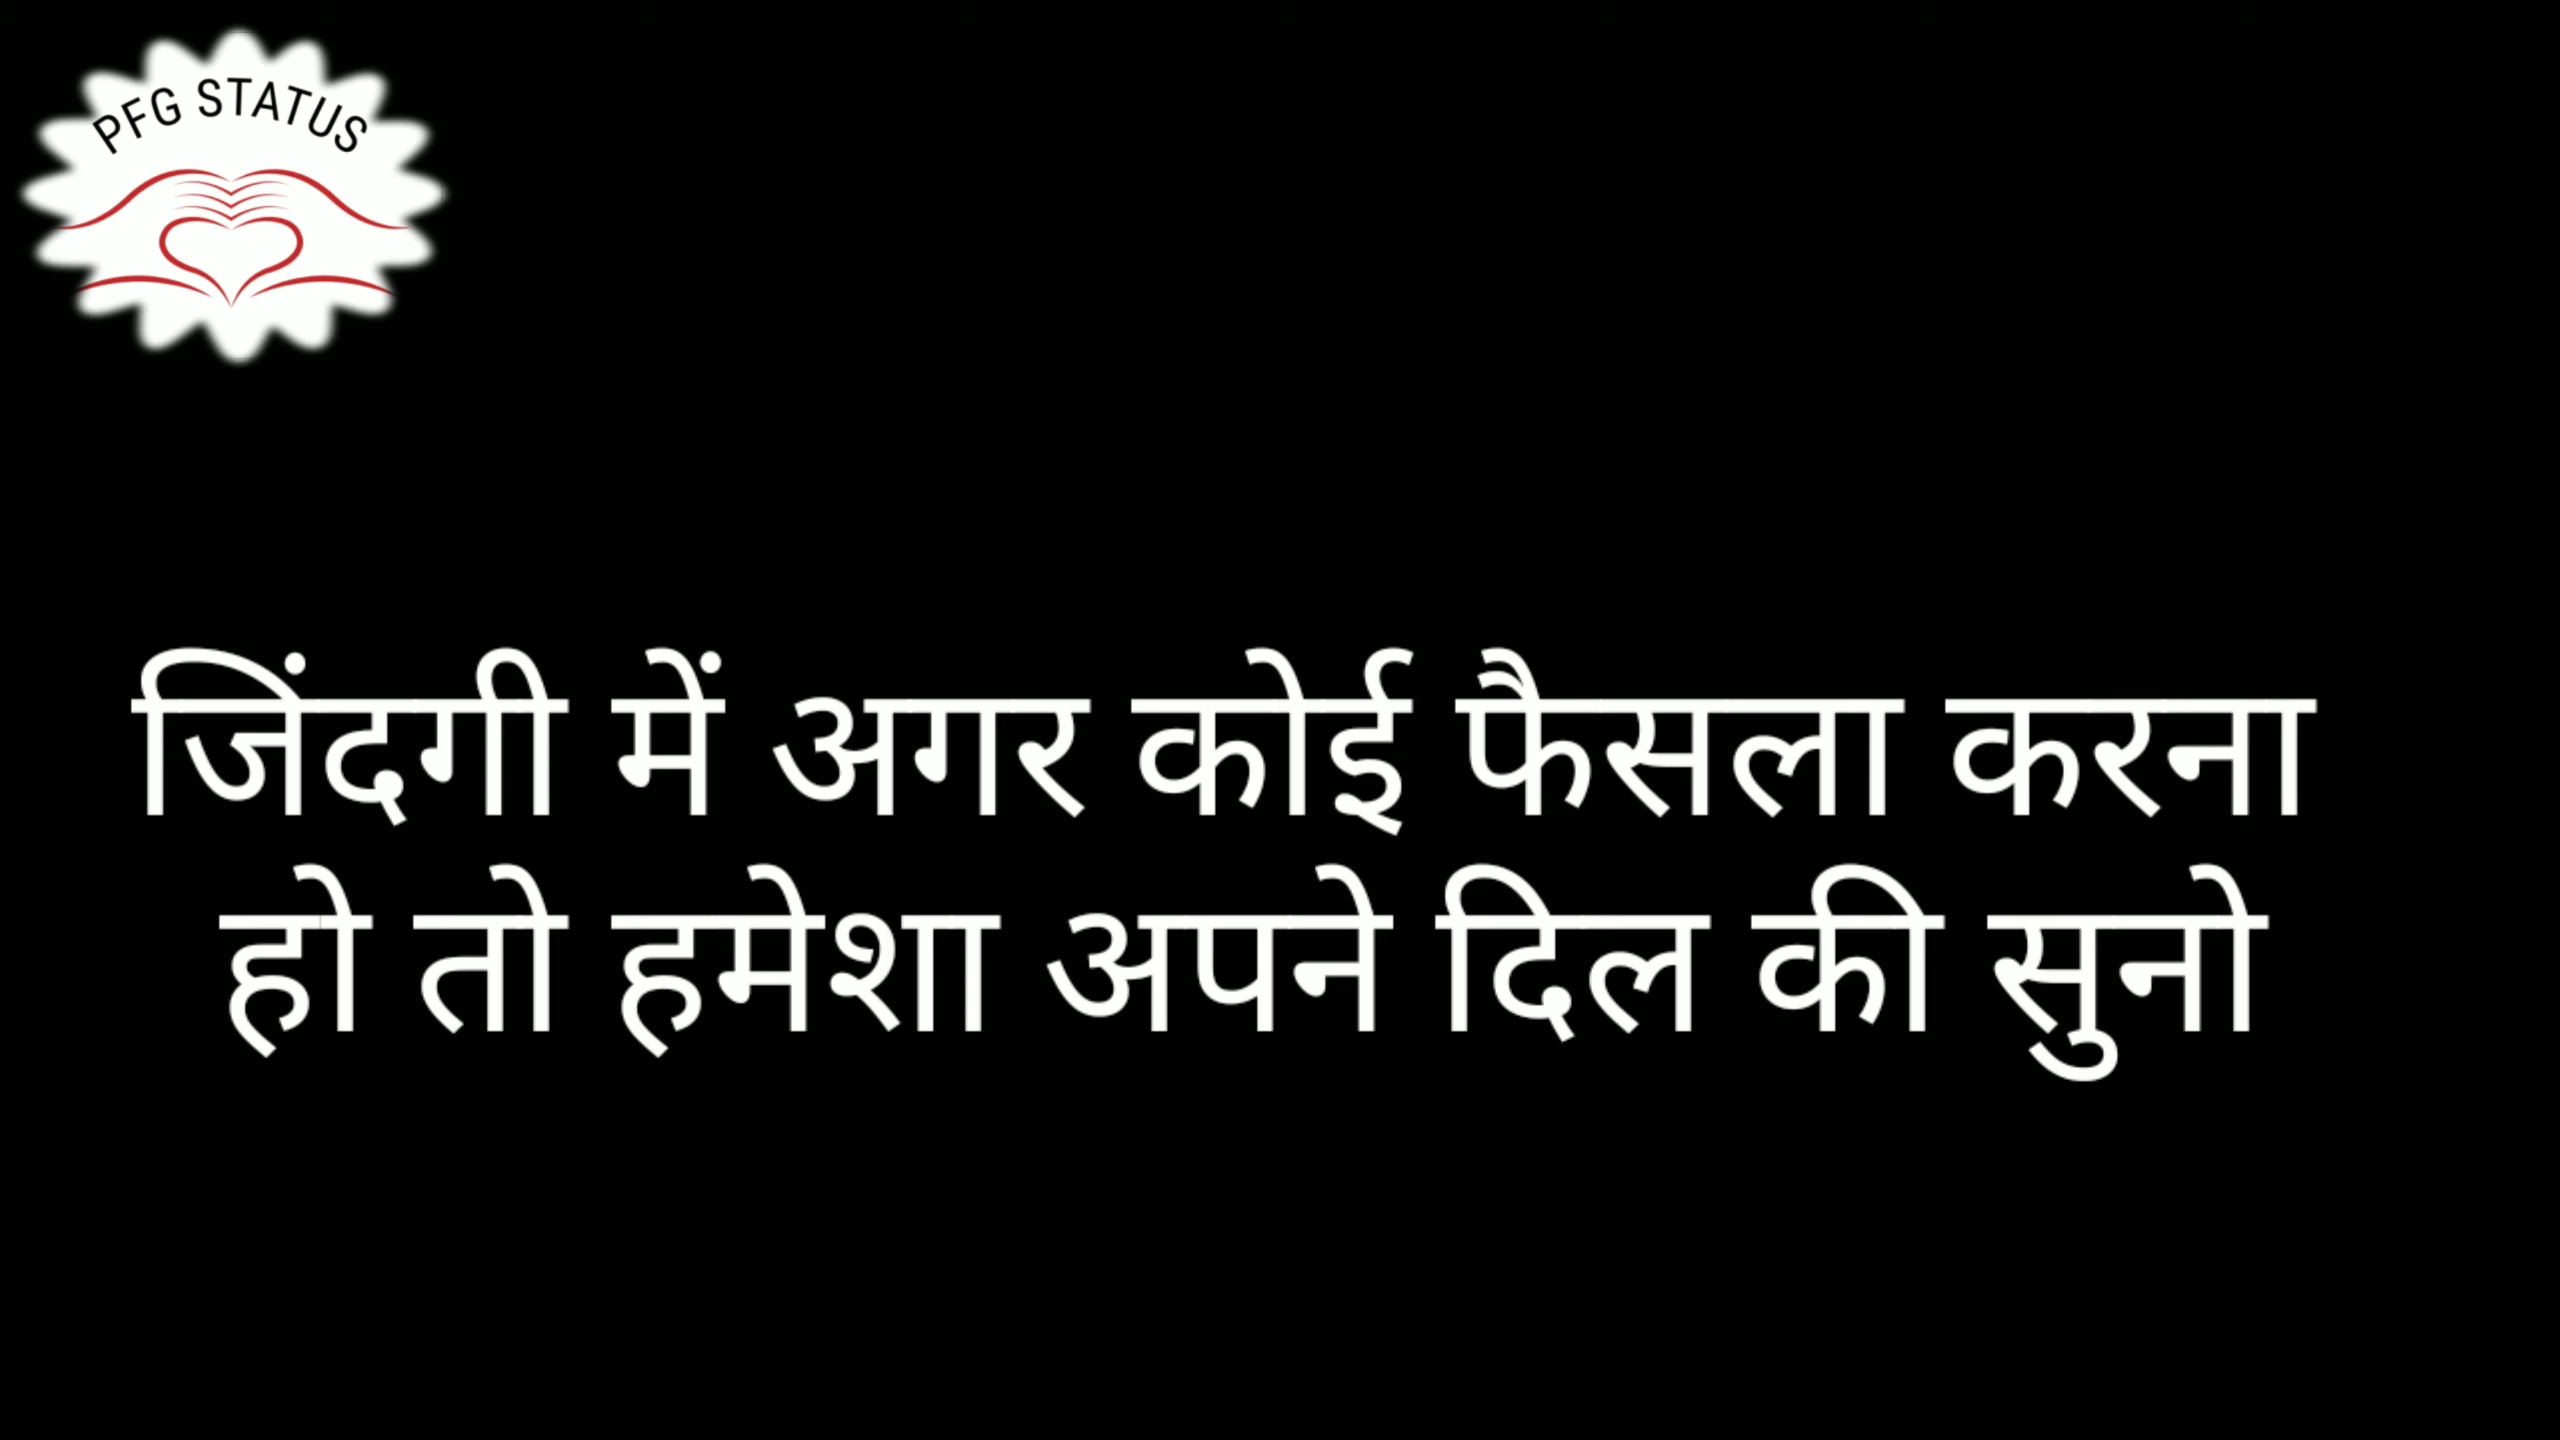 PFG STATUS
जिंदगी में अगर कोई फैसला करना
हो तो हमेशा अपने दिल की सुनो